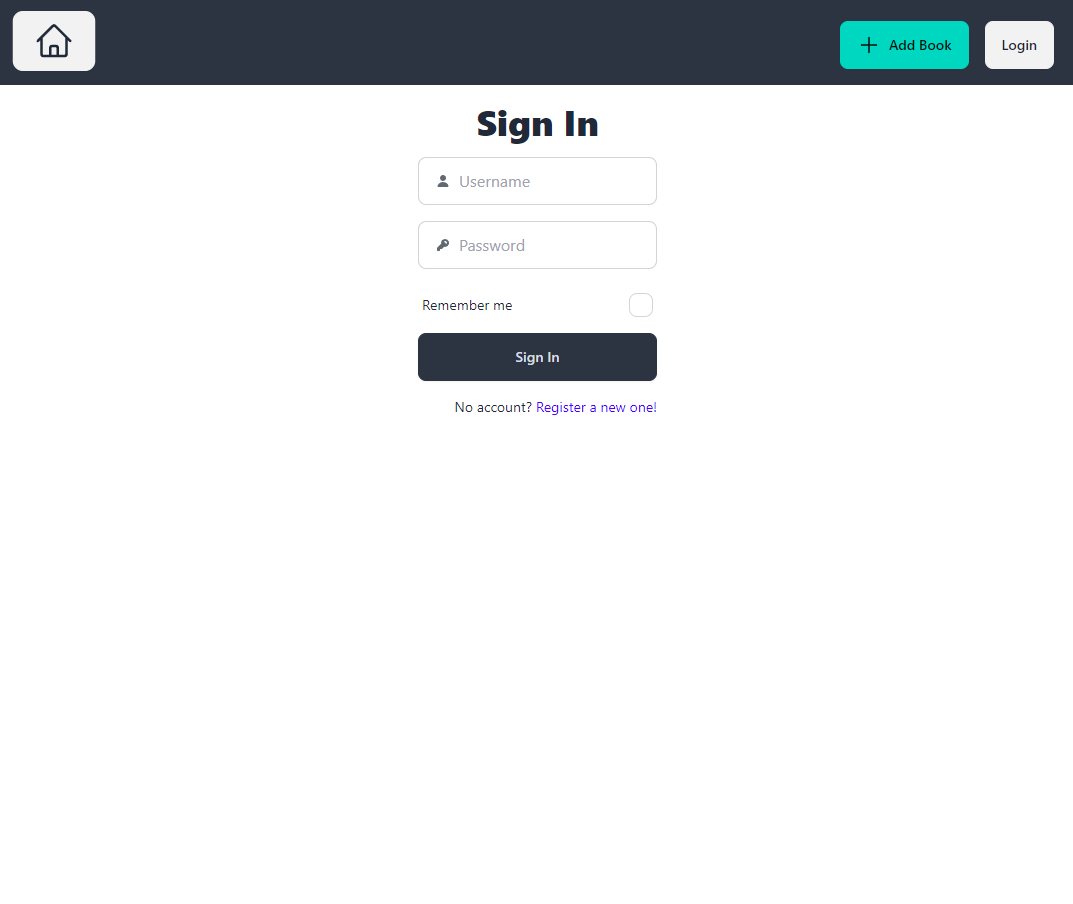 Add Book
Login
Sign In
Username
Password
Remember me
Sign In
No account? Register a new one!